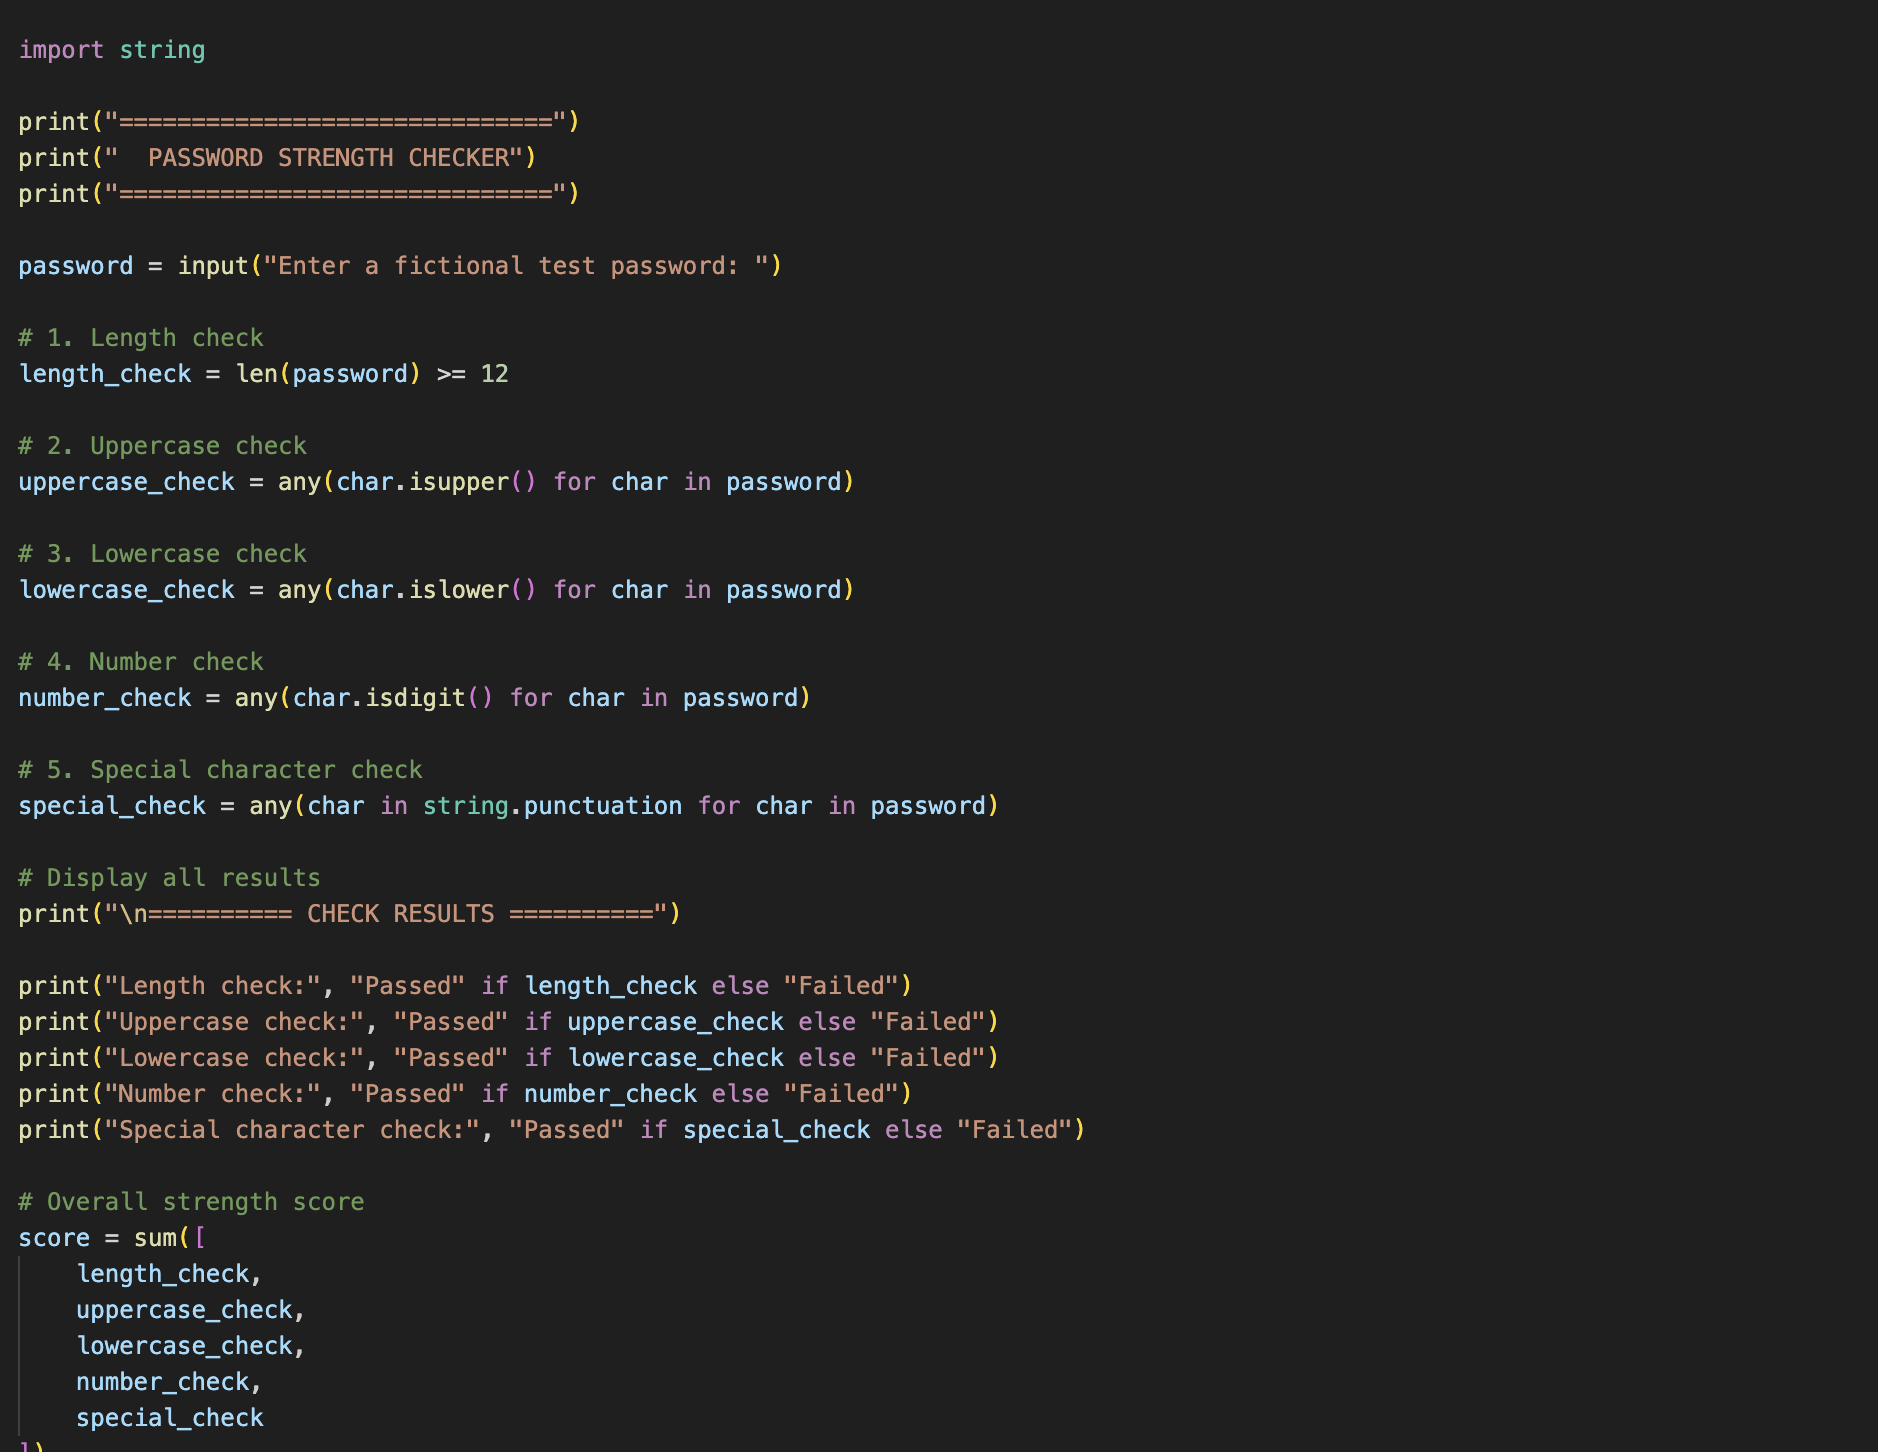 import string
print("==============================")
print("  PASSWORD STRENGTH CHECKER")
print("==============================")
password = input("Enter a fictional test password: ")
# 1. Length check
length_check = len(password) >= 12
# 2. Uppercase check
uppercase_check = any(char.isupper() for char in password)
# 3. Lowercase check
lowercase_check = any(char.islower() for char in password)
# 4. Number check
number_check = any(char.isdigit() for char in password)
# 5. Special character check
special_check = any(char in string.punctuation for char in password)
# Display all results
print("\n========== CHECK RESULTS ==========")
print("Length check:", "Passed" if length_check else "Failed")
print("Uppercase check:", "Passed" if uppercase_check else "Failed")
print("Lowercase check:", "Passed" if lowercase_check else "Failed")
print("Number check:", "Passed" if number_check else "Failed")
print("Special character check:", "Passed" if special_check else "Failed")
# Overall strength score
score = sum([
    length_check,
    uppercase_check,
    lowercase_check,
    number_check,
    special_check
])